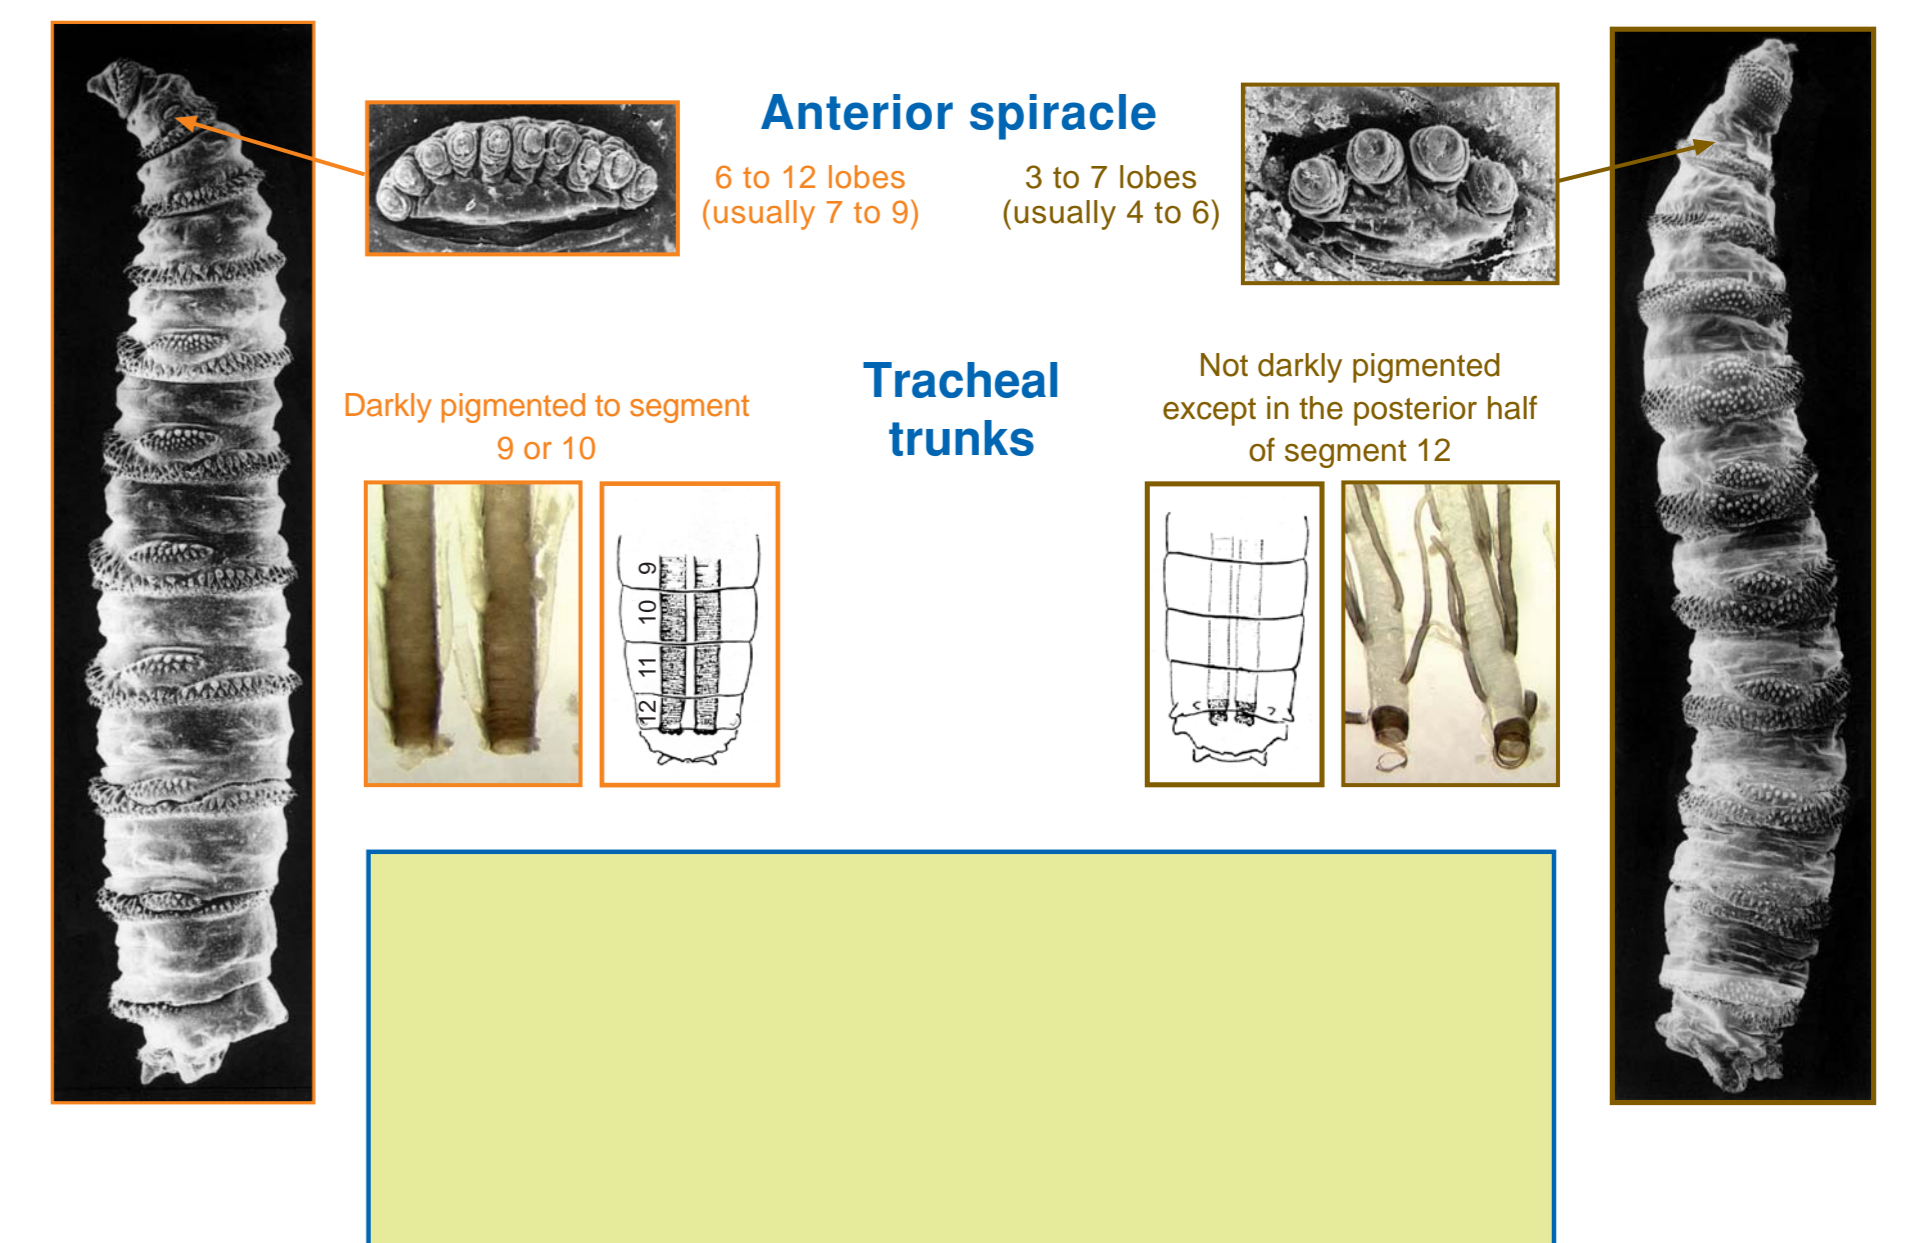 Anterior spiracle
6 to 12 lobes
(usually 7 to 9)
3 to 7 lobes
(usually 4 to 6)
Tracheal
trunks
Darkly pigmented to segment
9 or 10
Not darkly pigmented
except in the posterior half
of segment 12
9
10
11
12